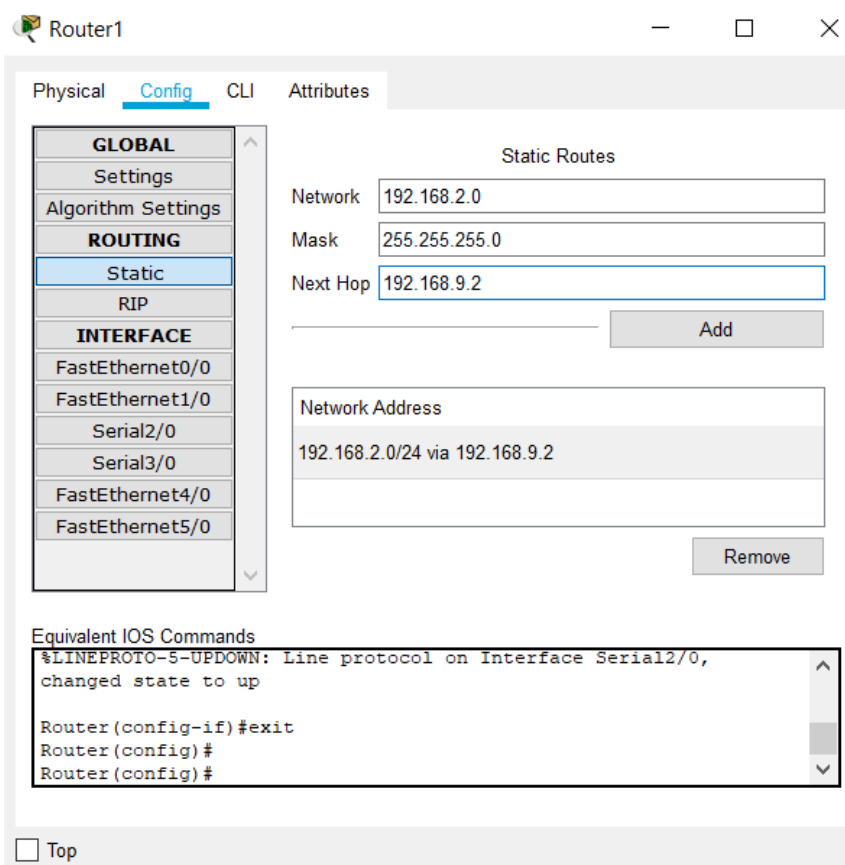 Router1
Physical Config CLI Attributes
GLOBAL
Settings
Algorithm Settings
ROUTING
Static
RIP
INTERFACE
FastEthernet0/0
FastEthernet1/0
Serial2/0
Serial3/0
FastEthernet4/0
FastEthernet5/0
Static Routes
Network 192.168.2.0
Mask 255.255.255.0
Next Hop 192.168.9.2
Add
Network Address
192.168.2.0/24 via 192.168.9.2
Remove
Equivalent IOS Commands
%LINEPROTO-5-UPDOWN: Line protocol on Interface Serial2/0,
changed state to up
Router(config-if)#exit
Router(config)#
Router(config)#
Top